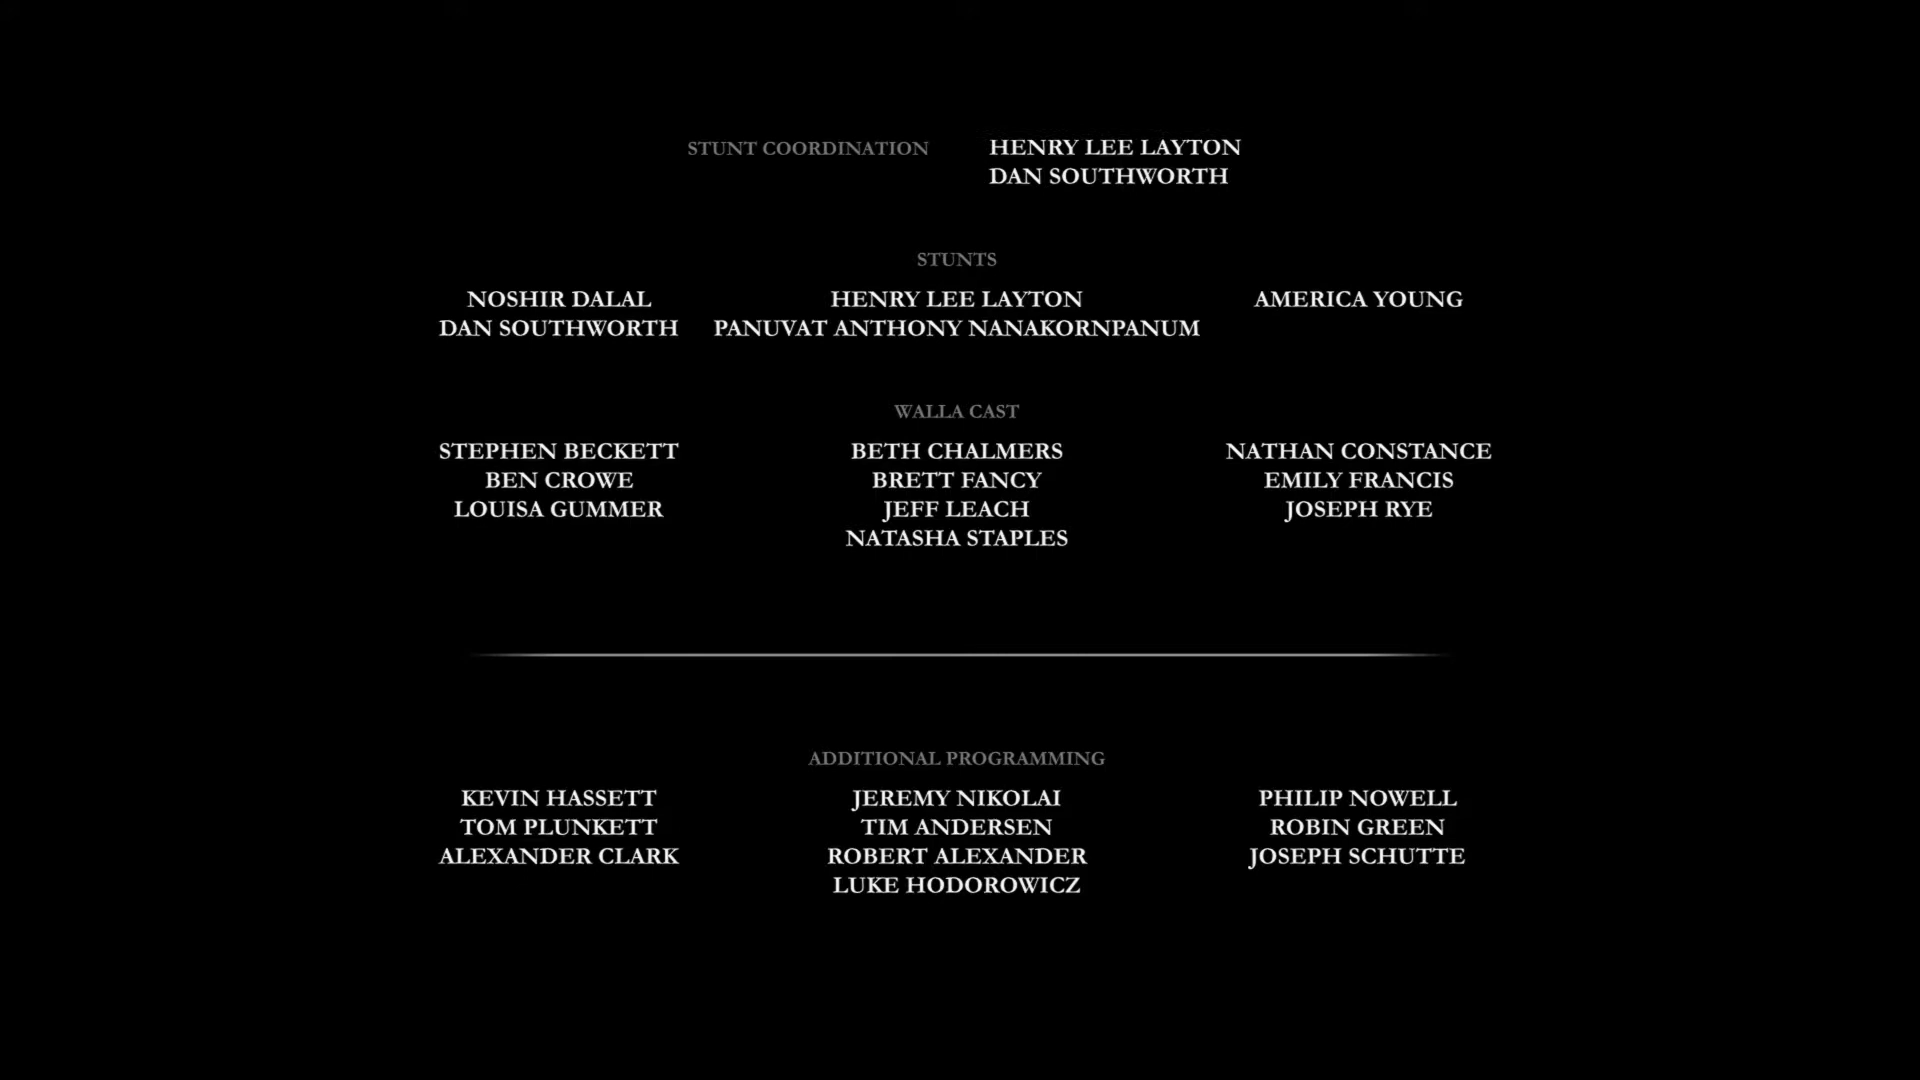 STUNT COORDINATION HENRY LEE LAYTON
DAN SOUTHWORTH
STUNTS
NOSHIR DALAL HENRY LEE LAYTON AMERICA YOUNG
DAN SOUTHWORTH PANUVAT ANTHONY NANAKORNPANUM
WALLA CAST
STEPHEN BECKETT BETH CHALMERS NATHAN CONSTANCE
BEN CROWE BRETT FANCY EMILY FRANCIS
LOUISA GUMMER JEFF LEACH JOSEPH RYE
NATASHA STAPLES
ADDITIONAL PROGRAMMING
KEVIN HASSETT JEREMY NIKOLAI PHILIP NOWELL
TOM PLUNKETT TIM ANDERSEN ROBIN GREEN
ALEXANDER CLARK ROBERT ALEXANDER JOSEPH SCHUTTE
LUKE HODOROWICZ